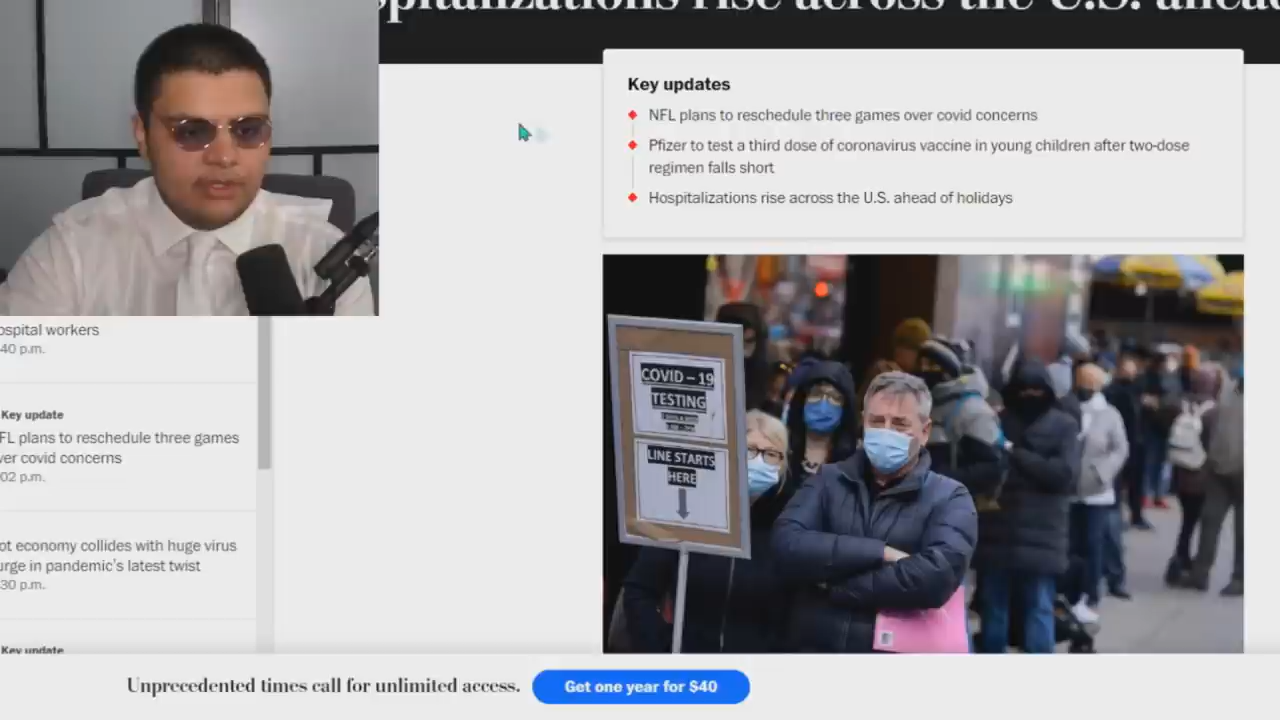 spitalizations rise across the U.S. ahead
Key updates
NFL plans to reschedule three games over covid concerns
Pfizer to test a third dose of coronavirus vaccine in young children after two-dose
regimen falls short
Hospitalizations rise across the U.S. ahead of holidays
ospital workers
40 p.m.
Key update
FL plans to reschedule three games
ver covid concerns
02 p.m.
ot economy collides with huge virus
urge in pandemic's latest twist
30 p.m.
Key update
COVID – 19
TESTING
LINE STARTS
HERE
Unprecedented times call for unlimited access.
Get one year for $40